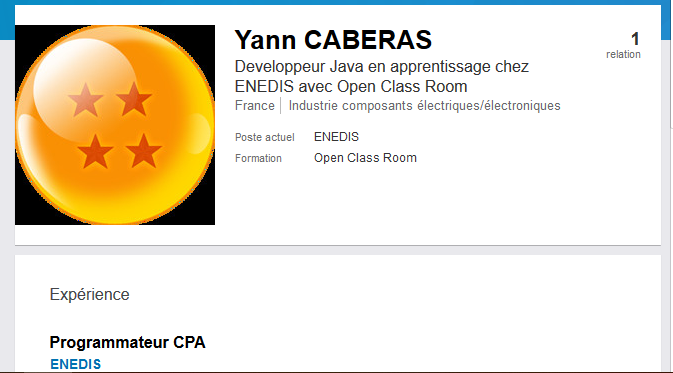 Yann CABERAS
1
relation
Developpeur Java en apprentissage chez
ENEDIS avec Open Class Room
France | Industrie composants électriques/électroniques
Poste actuel ENEDIS
Formation Open Class Room
Expérience
Programmateur CPA
ENEDIS